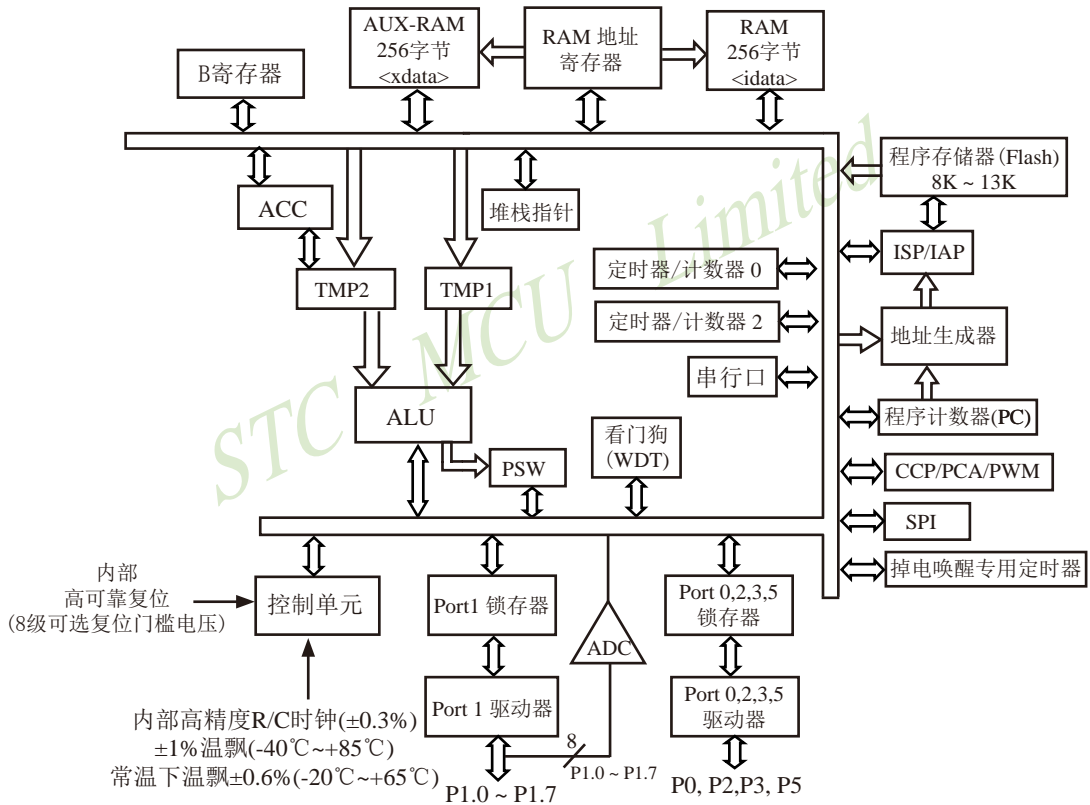 AUX-RAM
256字节
<xdata>
RAM 地址
寄存器
RAM
256字节
<idata>
B寄存器
程序存储器(Flash)
8K ~ 13K
ACC
堆栈指针
ISP/IAP
定时器/计数器 0
TMP2
TMP1
定时器/计数器 2
地址生成器
串行口
ALU
程序计数器(PC)
看门狗
(WDT)
PSW
CCP/PCA/PWM
SPI
掉电唤醒专用定时器
STC MCU Limited
内部
高可靠复位
(8级可选复位门槛电压)
控制单元
Port1 锁存器
ADC
Port 0,2,3,5
锁存器
Port 1 驱动器
Port 0,2,3,5
驱动器
内部高精度R/C时钟(±0.3%)
±1%温飘(-40℃~+85℃)
常温下温飘±0.6%(-20℃~+65℃)
8
P1.0 ~ P1.7
P1.0 ~ P1.7
P0, P2,P3, P5